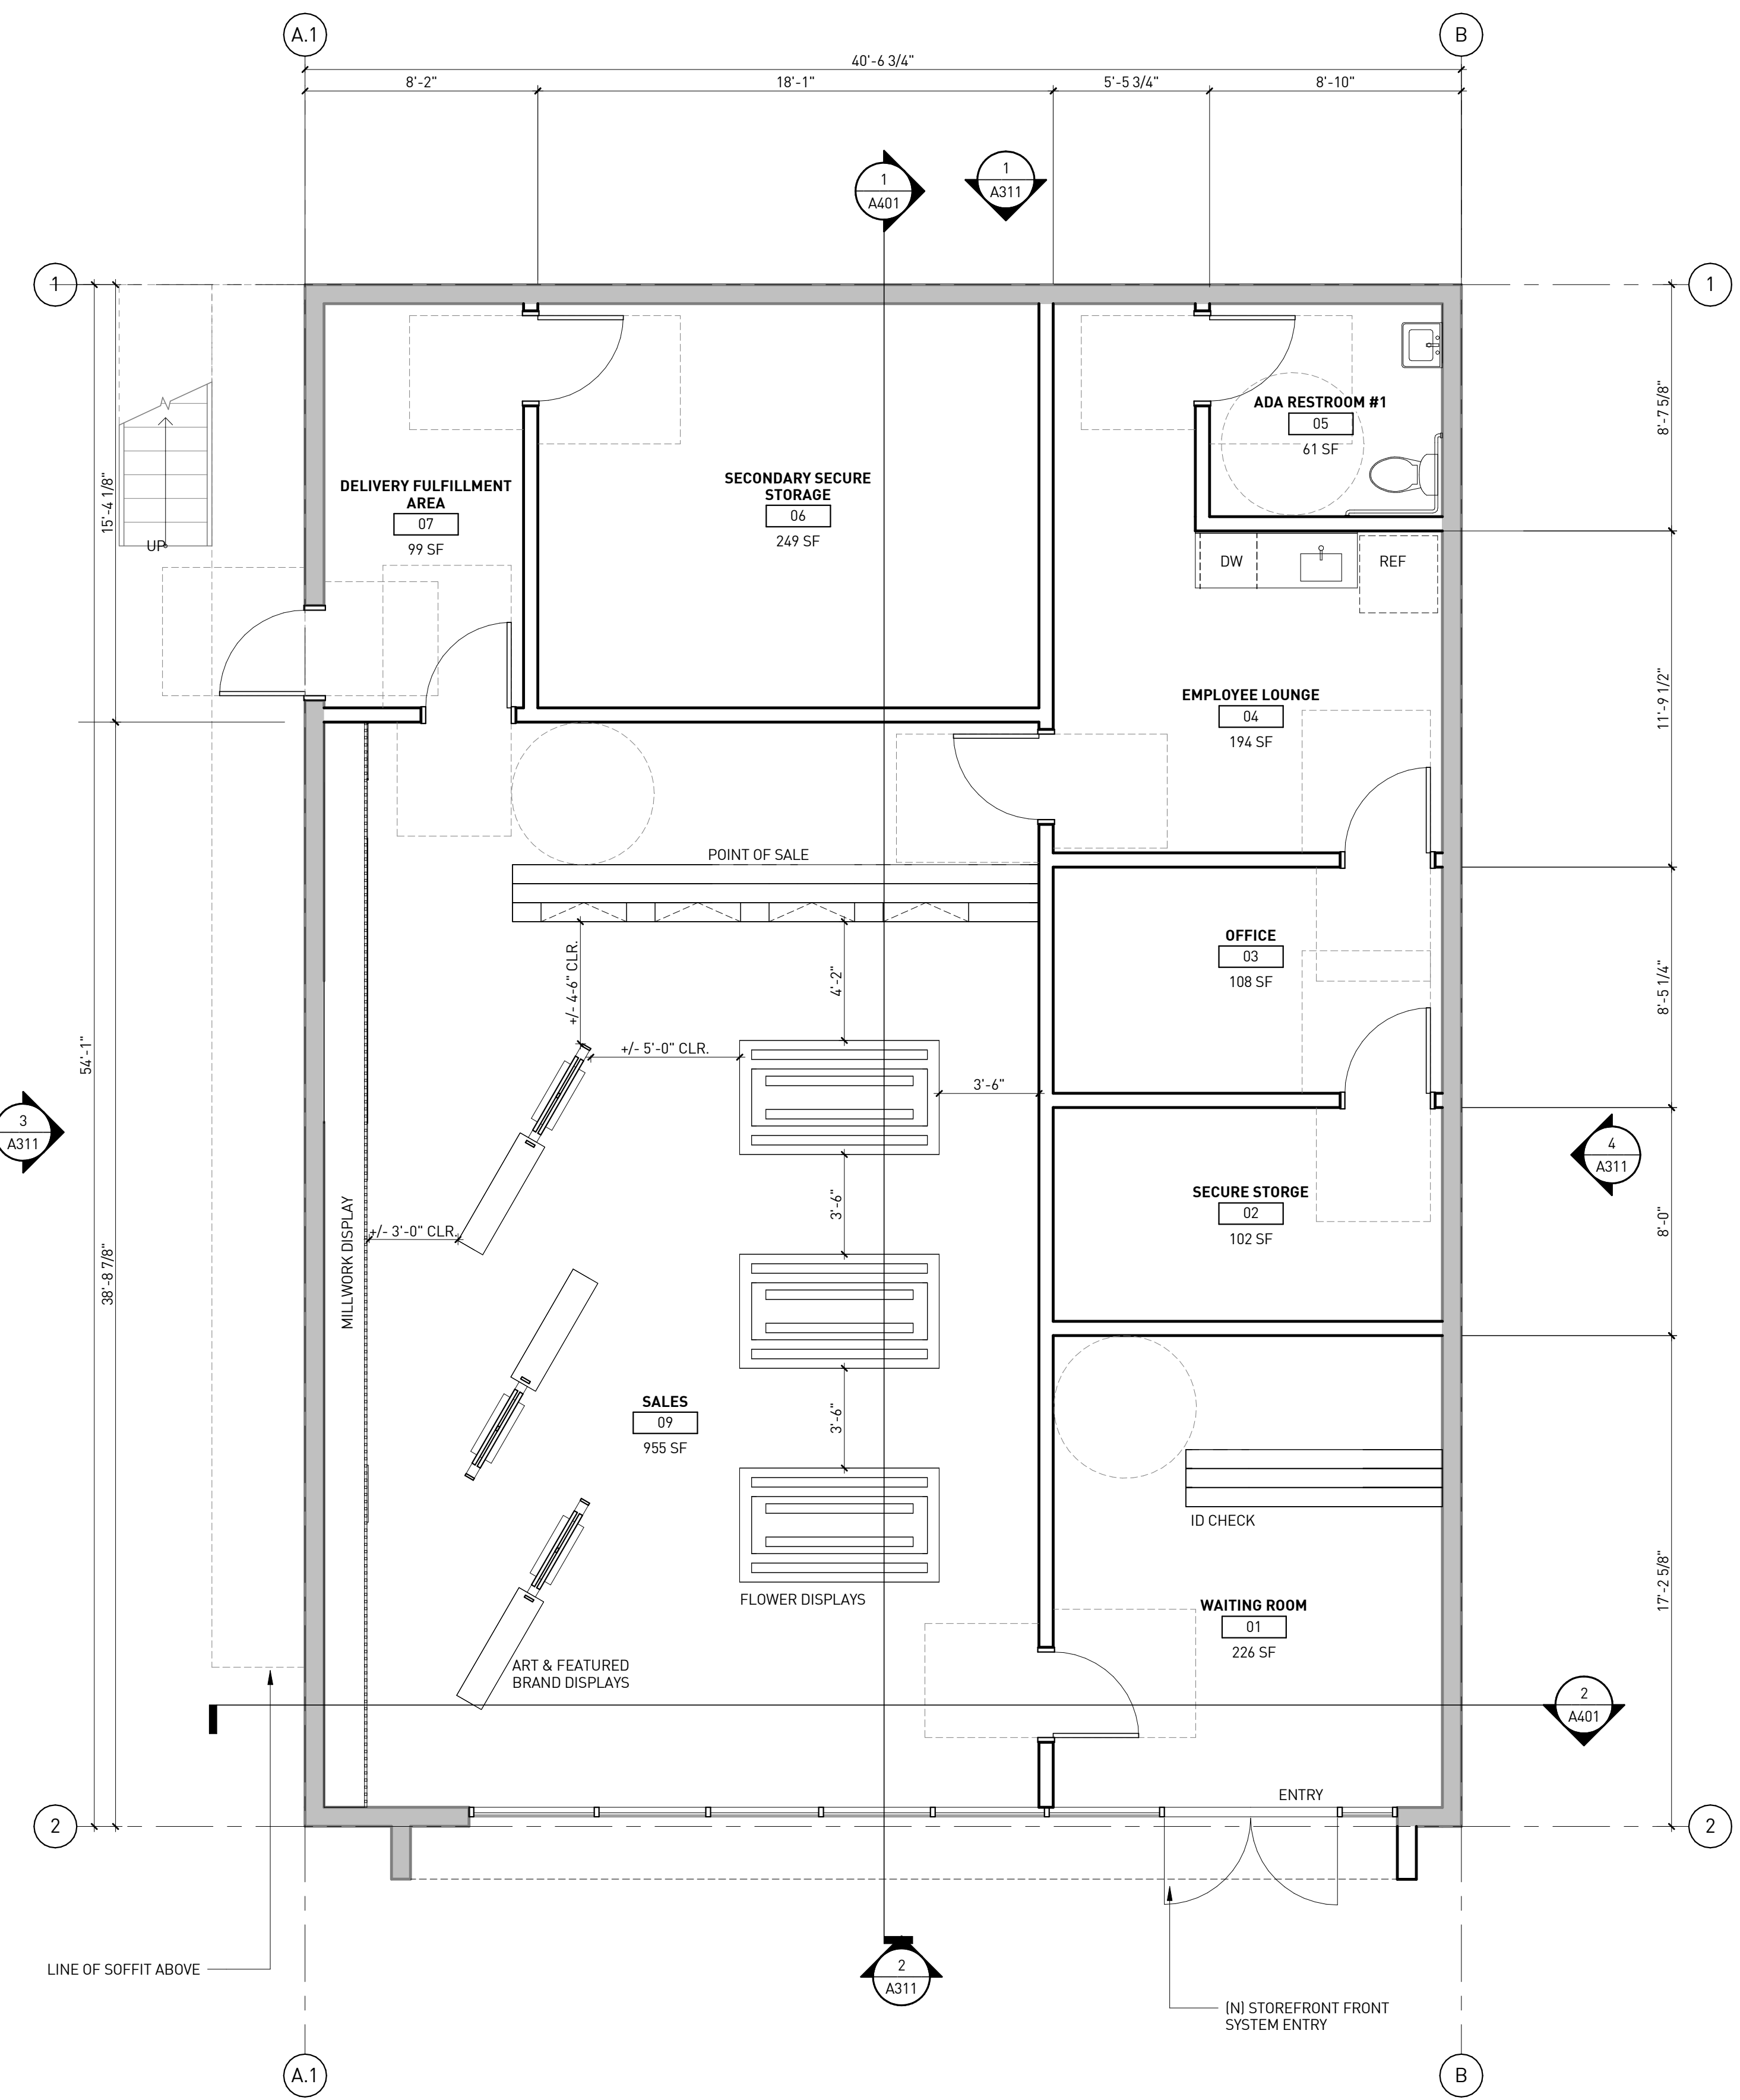 A.1
B
40'-6 3/4"
8'-2"
18'-1"
5'-5 3/4"
8'-10"
1
A401
1
A311
1
1
ADA RESTROOM #1
05
61 SF
8'-7 5/8"
DELIVERY FULFILLMENT
AREA
07
99 SF
SECONDARY SECURE
STORAGE
06
249 SF
15'-4 1/8"
UP
DW
REF
EMPLOYEE LOUNGE
04
194 SF
11'-9 1/2"
POINT OF SALE
OFFICE
03
108 SF
8'-5 1/4"
+/- 4-6" CLR.
4'-2"
54'-1"
+/- 5'-0" CLR.
3'-6"
3
A311
4
A311
SECURE STORGE
02
102 SF
8'-0"
3'-6"
+/- 3'-0" CLR.
MILLWORK DISPLAY
38'-8 7/8"
SALES
09
955 SF
3'-6"
ID CHECK
FLOWER DISPLAYS
WAITING ROOM
01
226 SF
17'-2 5/8"
ART & FEATURED
BRAND DISPLAYS
2
A401
ENTRY
2
2
LINE OF SOFFIT ABOVE
2
A311
(N) STOREFRONT FRONT
SYSTEM ENTRY
A.1
B